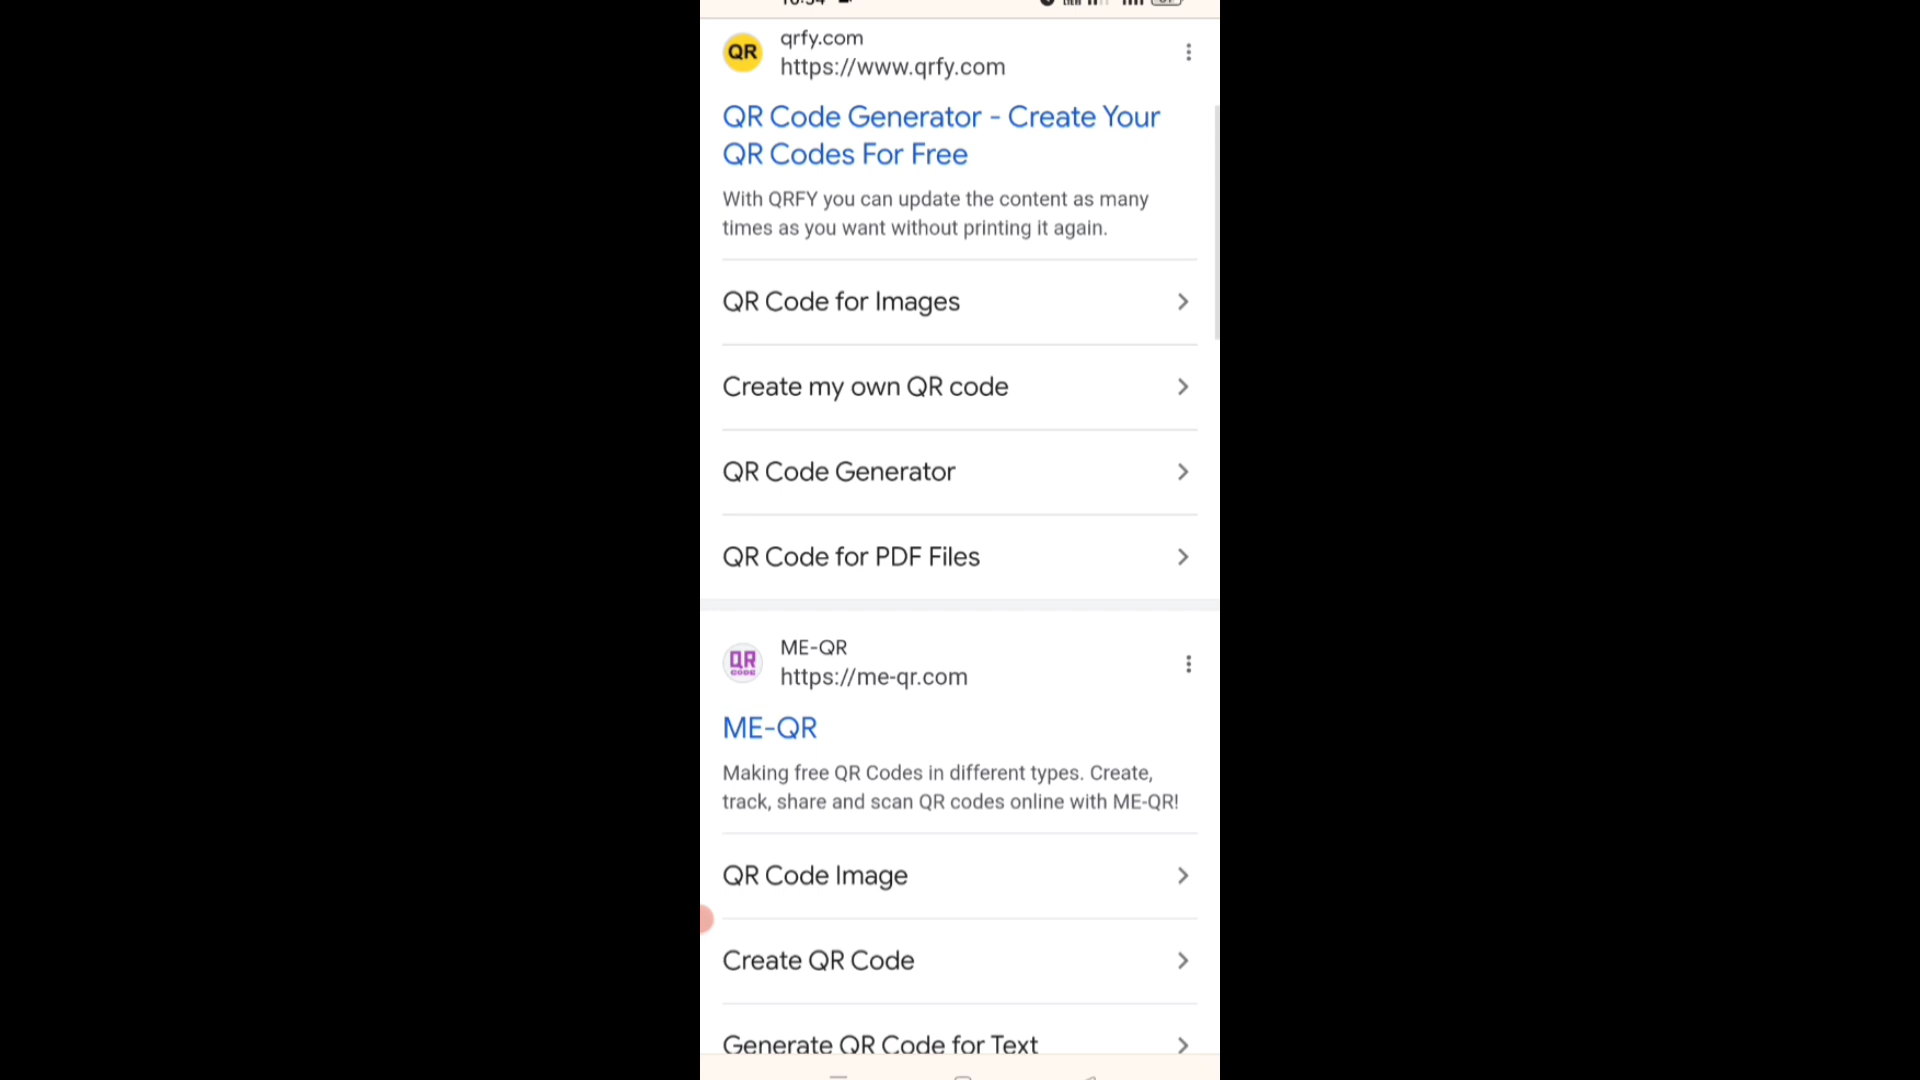 QR
qrfy.com
https://www.qrfy.com
QR Code Generator - Create Your
QR Codes For Free
With QRFY you can update the content as many
times as you want without printing it again.
QR Code for Images
Create my own QR code
QR Code Generator
QR Code for PDF Files
QR
CODE
ME-QR
https://me-qr.com
ME-QR
Making free QR Codes in different types. Create,
track, share and scan QR codes online with ME-QR!
QR Code Image
Create QR Code
Generate QR Code for Text